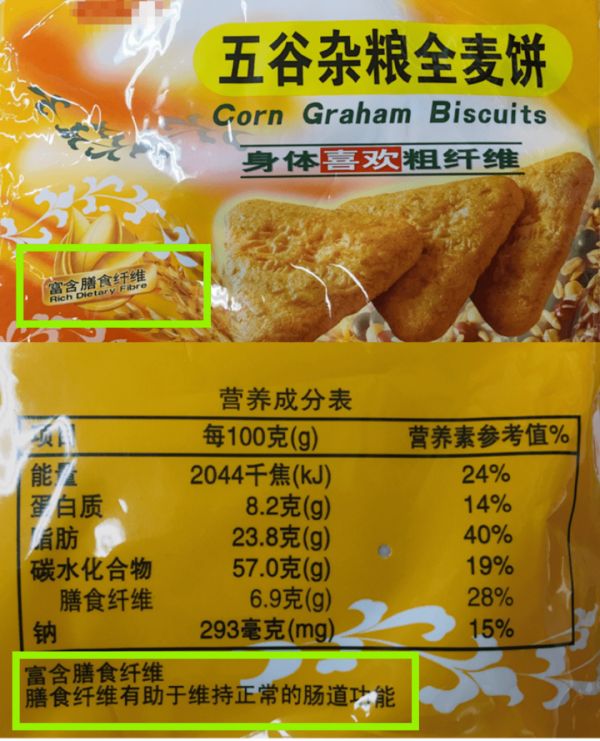 五谷杂粮全麦饼
Corn Graham Biscuits
身体喜欢粗纤维
富含膳食纤维
Rich Dietary Fibre
营养成分表
项目 每100克(g) 营养素参考值%
能量 2044千焦(kJ) 24%
蛋白质 8.2克(g) 14%
脂肪 23.8克(g) 40%
碳水化合物 57.0克(g) 19%
膳食纤维 6.9克(g) 28%
钠 293毫克(mg) 15%
富含膳食纤维
膳食纤维有助于维持正常的肠道功能